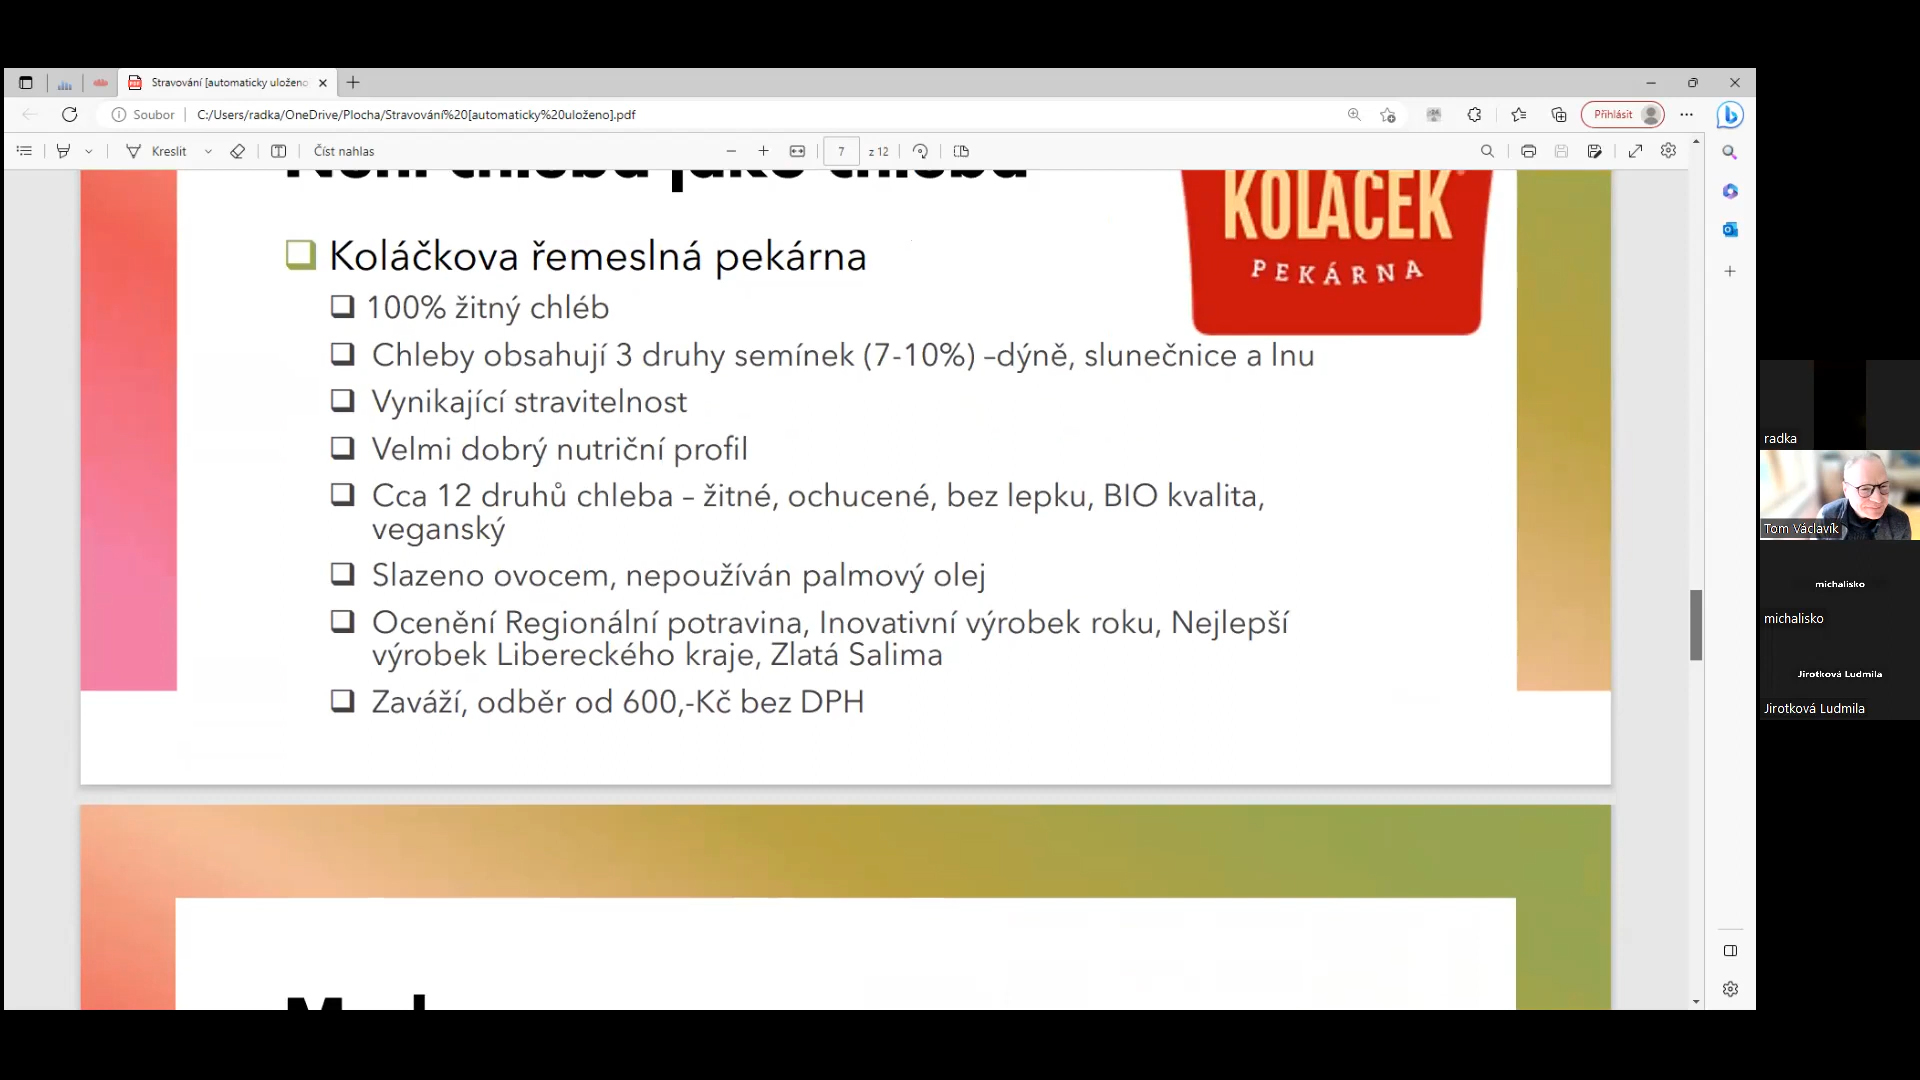 Stravování [automaticky uloženo
Soubor
C:/Users/radka/OneDrive/Plocha/Stravování%20[automaticky%20uloženo].pdf
Přihlásit
Kreslit
Číst nahlas
7
z 12
Není chleba jako chleba
KOLÁČEK
PEKÁRNA
Koláčkova řemeslná pekárna
100% žitný chléb
Chleby obsahují 3 druhy semínek (7-10%) –dýně, slunečnice a lnu
Vynikající stravitelnost
Velmi dobrý nutriční profil
Cca 12 druhů chleba – žitné, ochucené, bez lepku, BIO kvalita,
veganský
Slazeno ovocem, nepoužíván palmový olej
Ocenění Regionální potravina, Inovativní výrobek roku, Nejlepší
výrobek Libereckého kraje, Zlatá Salima
Zaváží, odběr od 600,-Kč bez DPH
radka
Tom Václavík
michalisko
michalisko
Jirotková Ludmila
Jirotková Ludmila